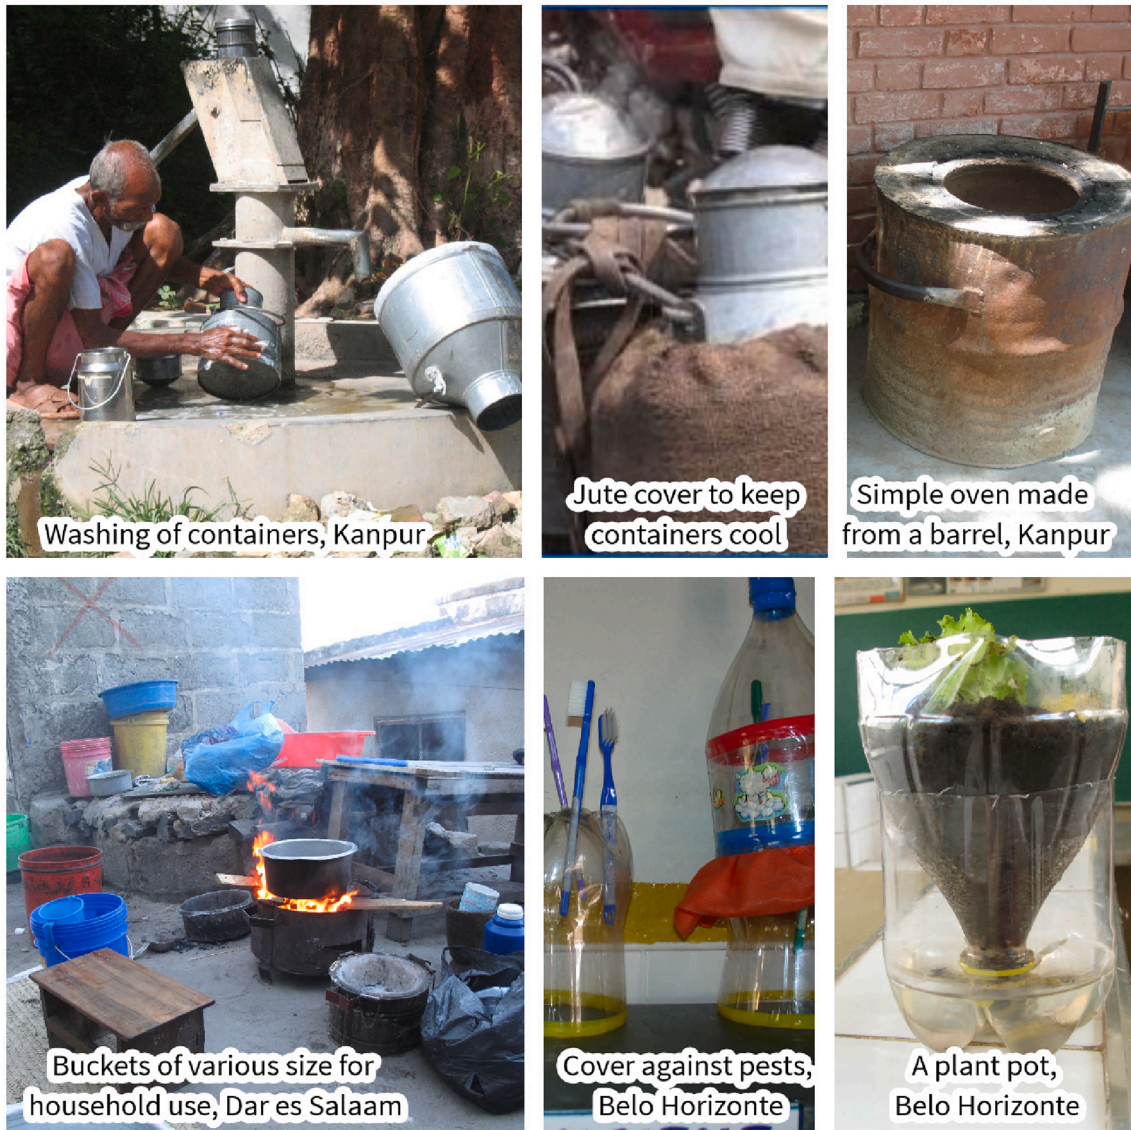 Washing of containers, Kanpur
Jute cover to keep
containers cool
Simple oven made
from a barrel, Kanpur
Buckets of various size for
household use, Dar es Salaam
Cover against pests,
Belo Horizonte
A plant pot,
Belo Horizonte